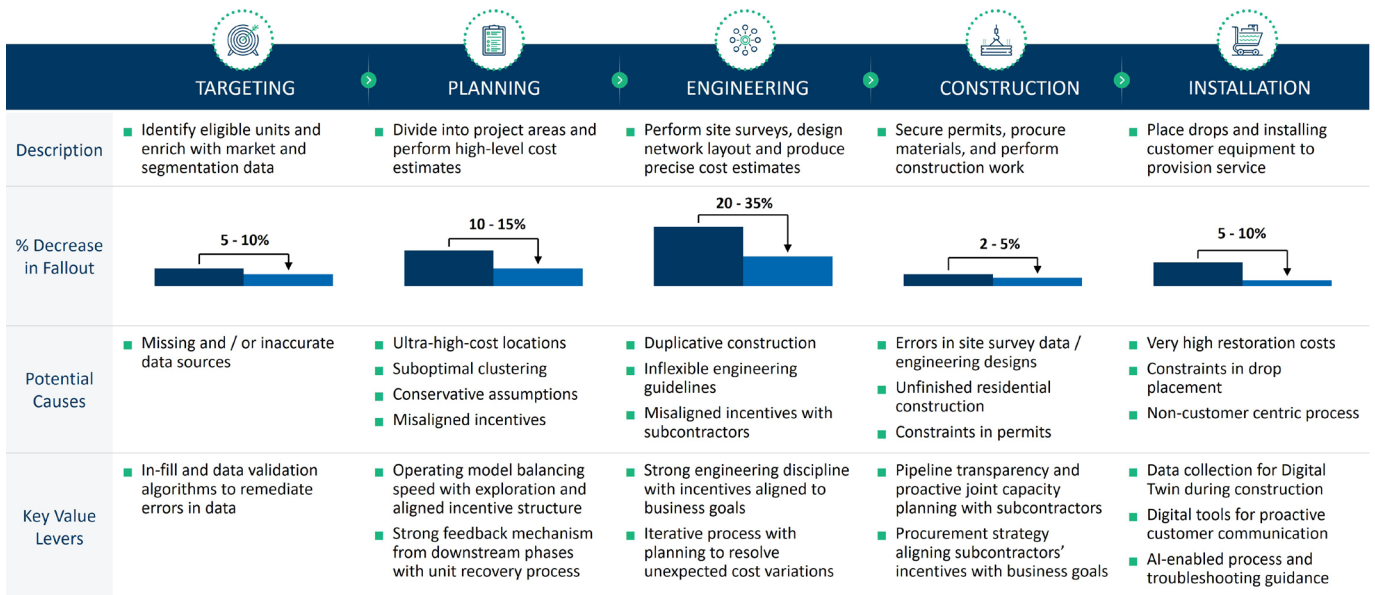 TARGETING
PLANNING
ENGINEERING
CONSTRUCTION
INSTALLATION
Description
Identify eligible units and
enrich with market and
segmentation data
Divide into project areas and
perform high-level cost
estimates
Perform site surveys, design
network layout and produce
precise cost estimates
Secure permits, procure
materials, and perform
construction work
Place drops and installing
customer equipment to
provision service
% Decrease
in Fallout
5 - 10%
10 - 15%
20 - 35%
2 - 5%
5 - 10%
Potential
Causes
Missing and / or inaccurate
data sources
Ultra-high-cost locations
Suboptimal clustering
Conservative assumptions
Misaligned incentives
Duplicative construction
Inflexible engineering
guidelines
Misaligned incentives with
subcontractors
Errors in site survey data /
engineering designs
Unfinished residential
construction
Constraints in permits
Very high restoration costs
Constraints in drop
placement
Non-customer centric process
Key Value
Levers
In-fill and data validation
algorithms to remediate
errors in data
Operating model balancing
speed with exploration and
aligned incentive structure
Strong feedback mechanism
from downstream phases
with unit recovery process
Strong engineering discipline
with incentives aligned to
business goals
Iterative process with
planning to resolve
unexpected cost variations
Pipeline transparency and
proactive joint capacity
planning with subcontractors
Procurement strategy
aligning subcontractors'
incentives with business goals
Data collection for Digital
Twin during construction
Digital tools for proactive
customer communication
AI-enabled process and
troubleshooting guidance